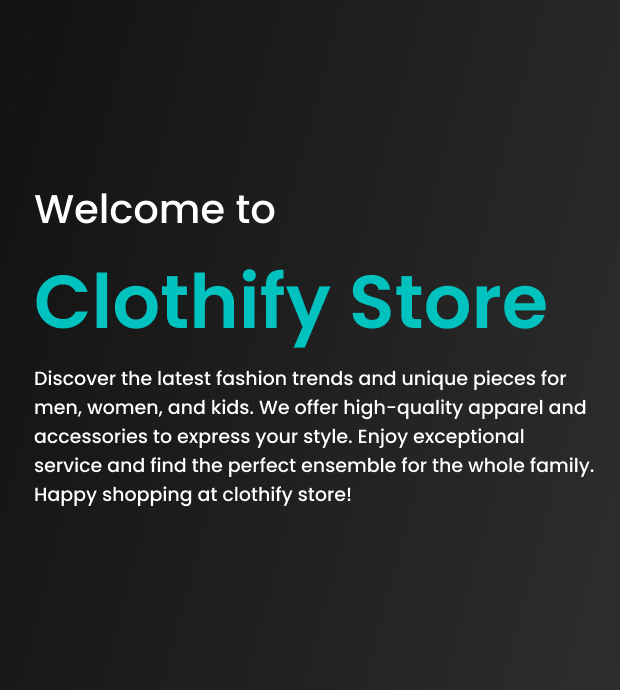 Welcome to
Clothify Store
Discover the latest fashion trends and unique pieces for
men, women, and kids. We offer high-quality apparel and
accessories to express your style. Enjoy exceptional
service and find the perfect ensemble for the whole family.
Happy shopping at clothify store!